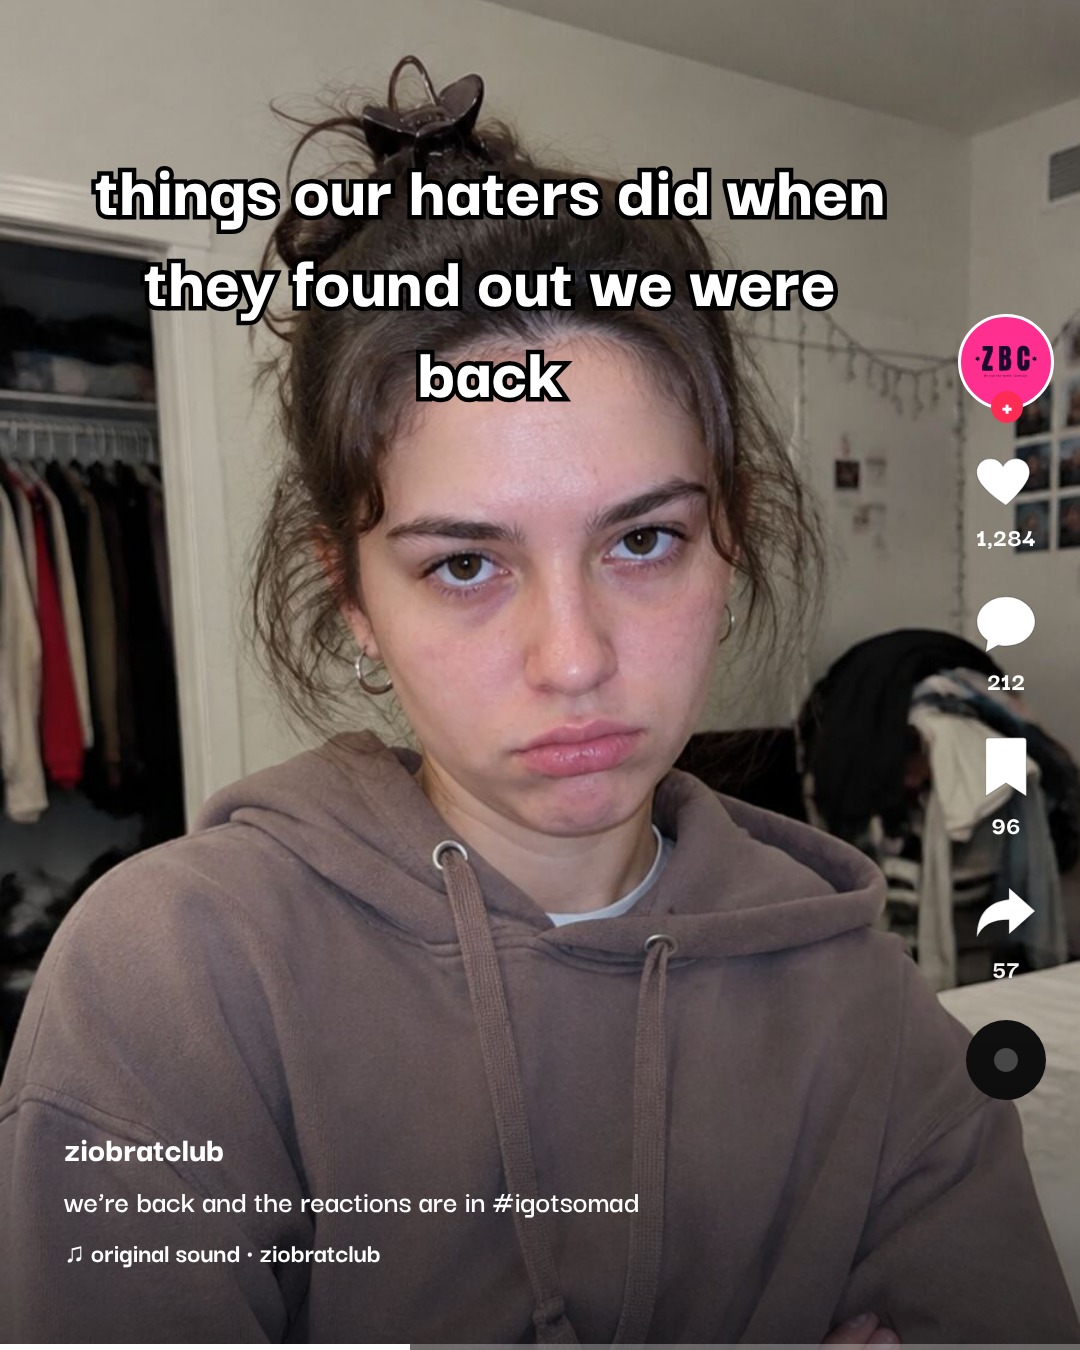 things our haters did when
they found out we were
back
·ZBC·
+
1,284
212
96
57
ziobratclub
we're back and the reactions are in #igotsomad
♫ original sound · ziobratclub